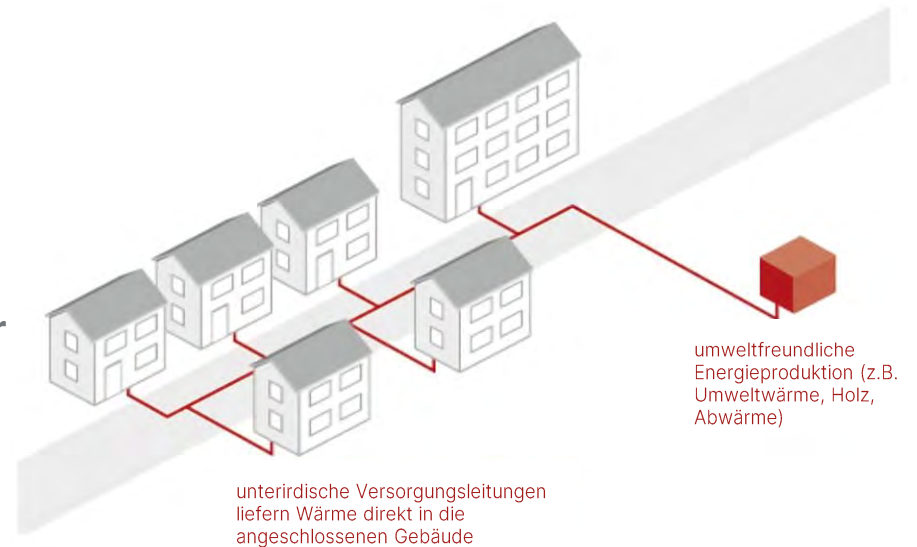 umweltfreundliche
Energieproduktion (z.B.
Umweltwärme, Holz,
Abwärme)
unterirdische Versorgungsleitungen
liefern Wärme direkt in die
angeschlossenen Gebäude